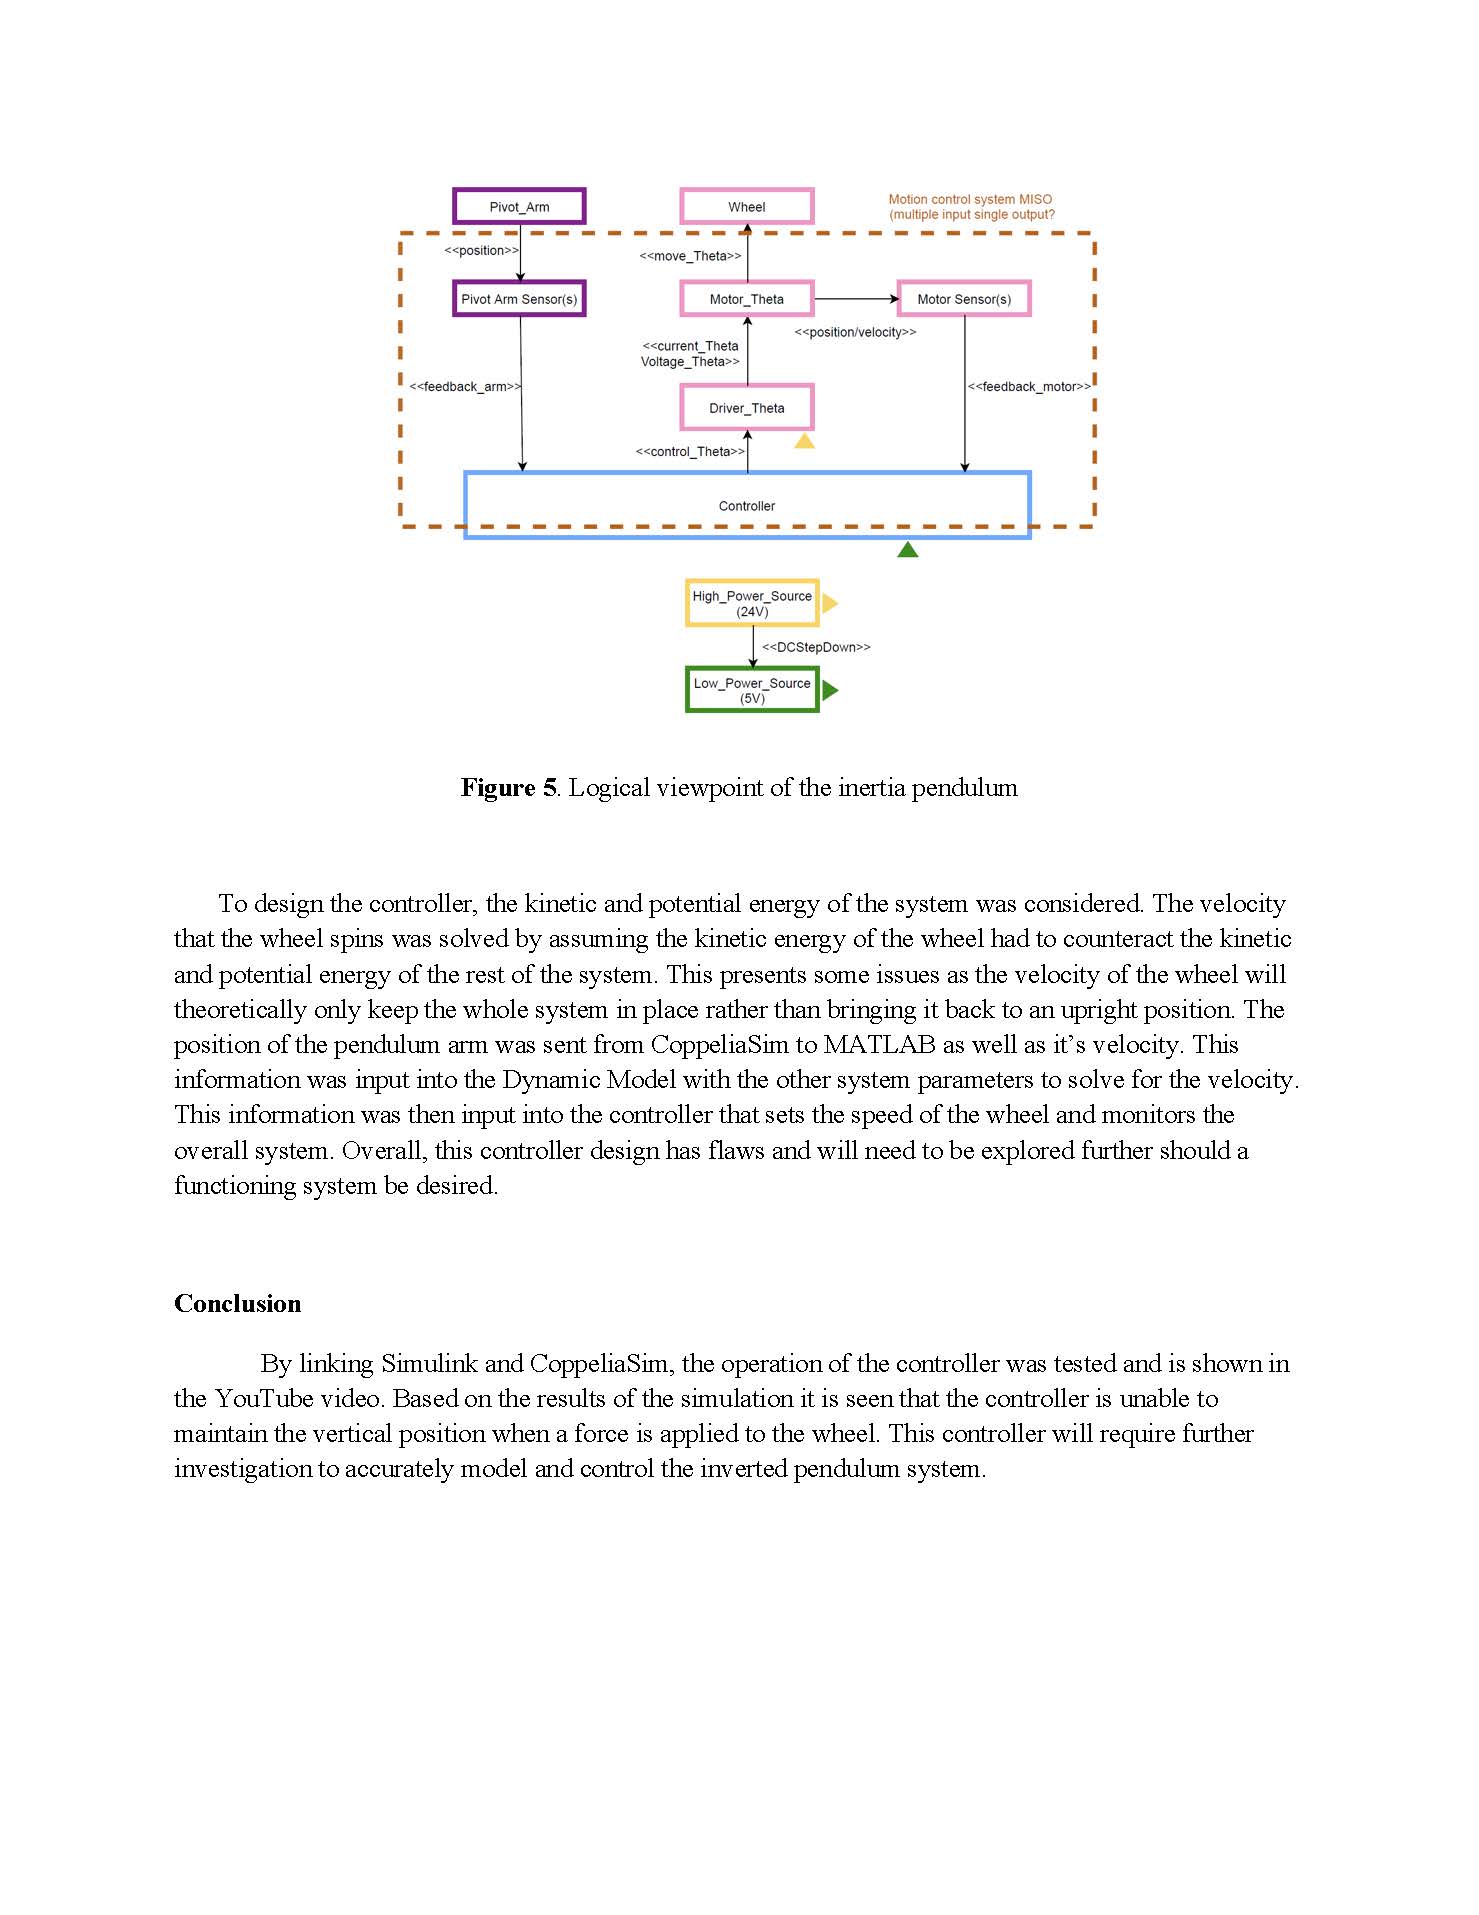 Pivot_Arm
Wheel
Motion control system MISO
(multiple input single output?
<<position>>
<<move_Theta>>
Pivot Arm Sensor(s)
Motor_Theta
Motor Sensor(s)
<<position/velocity>>
<<current_Theta
Voltage_Theta>>
<<feedback_arm>>
<<feedback_motor>>
Driver_Theta
<<control_Theta>>
Controller
High_Power_Source
(24V)
<<DCStepDown>>
Low_Power_Source
(5V)
Figure 5. Logical viewpoint of the inertia pendulum
To design the controller, the kinetic and potential energy of the system was considered. The velocity
that the wheel spins was solved by assuming the kinetic energy of the wheel had to counteract the kinetic
and potential energy of the rest of the system. This presents some issues as the velocity of the wheel will
theoretically only keep the whole system in place rather than bringing it back to an upright position. The
position of the pendulum arm was sent from CoppeliaSim to MATLAB as well as it’s velocity. This
information was input into the Dynamic Model with the other system parameters to solve for the velocity.
This information was then input into the controller that sets the speed of the wheel and monitors the
overall system. Overall, this controller design has flaws and will need to be explored further should a
functioning system be desired.
Conclusion
By linking Simulink and CoppeliaSim, the operation of the controller was tested and is shown in
the YouTube video. Based on the results of the simulation it is seen that the controller is unable to
maintain the vertical position when a force is applied to the wheel. This controller will require further
investigation to accurately model and control the inverted pendulum system.